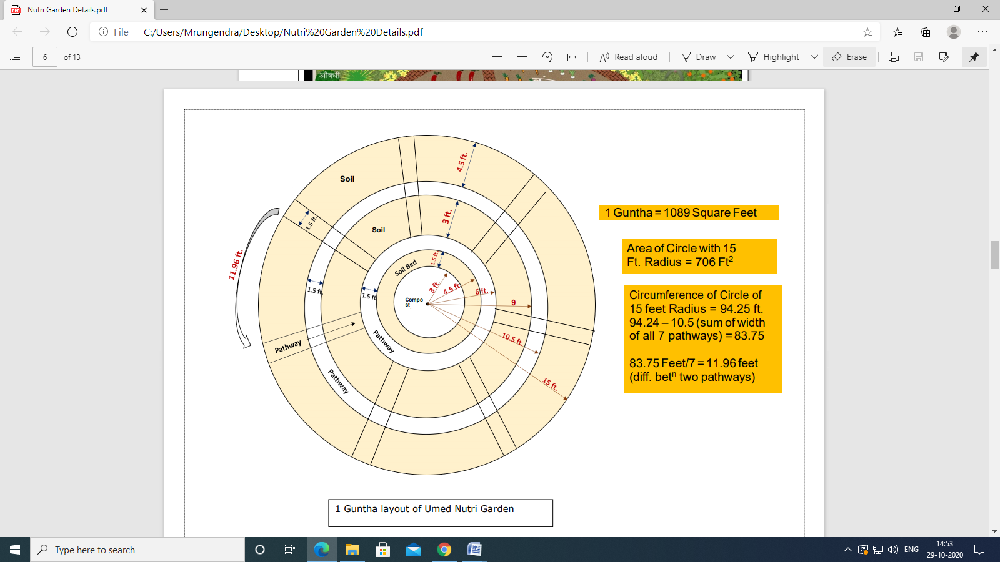 Nutri Garden Details.pdf
File
C:/Users/Mrungendra/Desktop/Nutri%20Garden%20Details.pdf
6
of 13
Read aloud
Draw
Highlight
Erase
औषधी
4.5 ft.
Soil
3 ft.
1.5 ft.
Soil
11.96 ft.
1.5 ft.
Soil Bed
1.5 ft.
1.5 ft.
3 ft.
4.5 ft.
6 ft.
9
Compo
st
10.5 ft.
Pathway
Pathway
Pathway
15 ft.
1 Guntha = 1089 Square Feet
Area of Circle with 15
Ft. Radius = 706 Ft²
Circumference of Circle of
15 feet Radius = 94.25 ft.
94.24 – 10.5 (sum of width
of all 7 pathways) = 83.75
83.75 Feet/7 = 11.96 feet
(diff. betⁿ two pathways)
1 Guntha layout of Umed Nutri Garden
Type here to search
ENG
14:53
29-10-2020